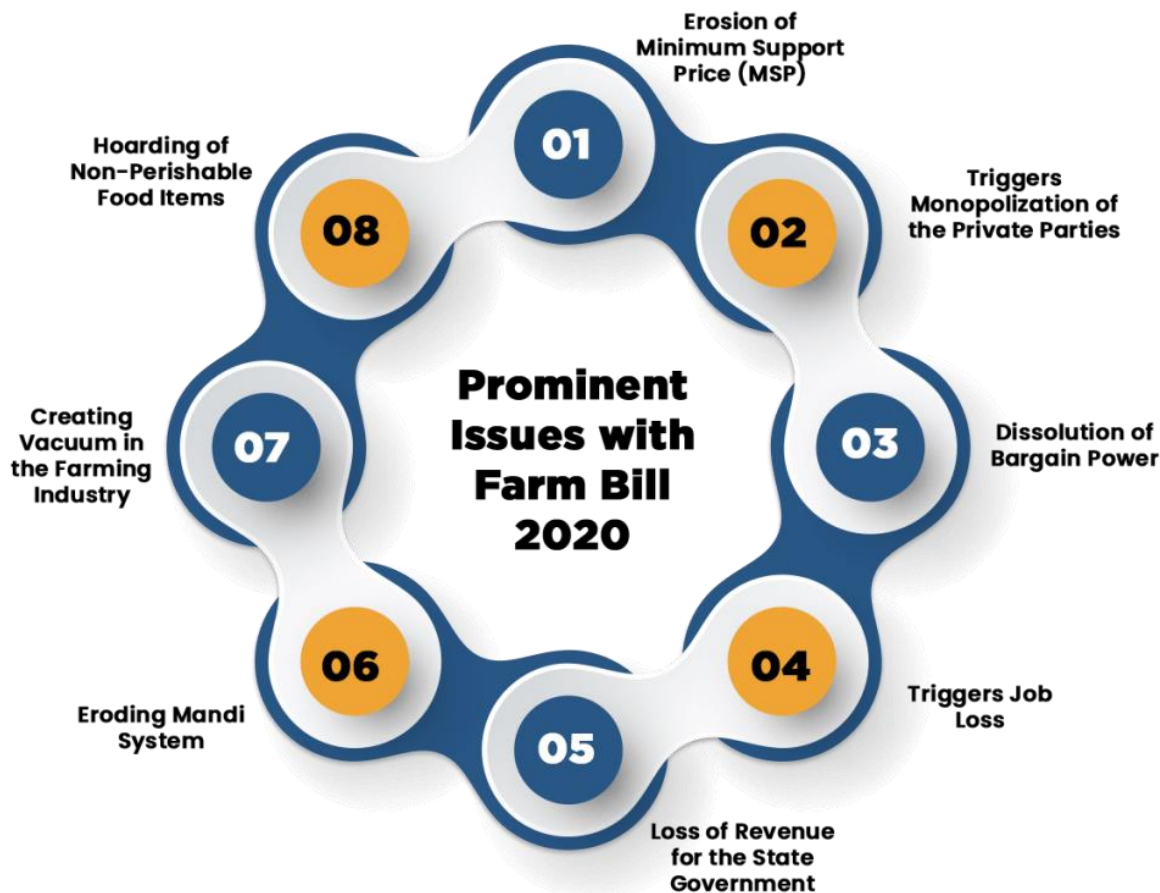 Prominent
Issues with
Farm Bill
2020
01
Erosion of
Minimum Support
Price (MSP)
02
Triggers
Monopolization of
the Private Parties
03
Dissolution of
Bargain Power
04
Triggers Job
Loss
05
Loss of Revenue
for the State
Government
06
Eroding Mandi
System
07
Creating
Vacuum in
the Farming
Industry
08
Hoarding of
Non-Perishable
Food Items